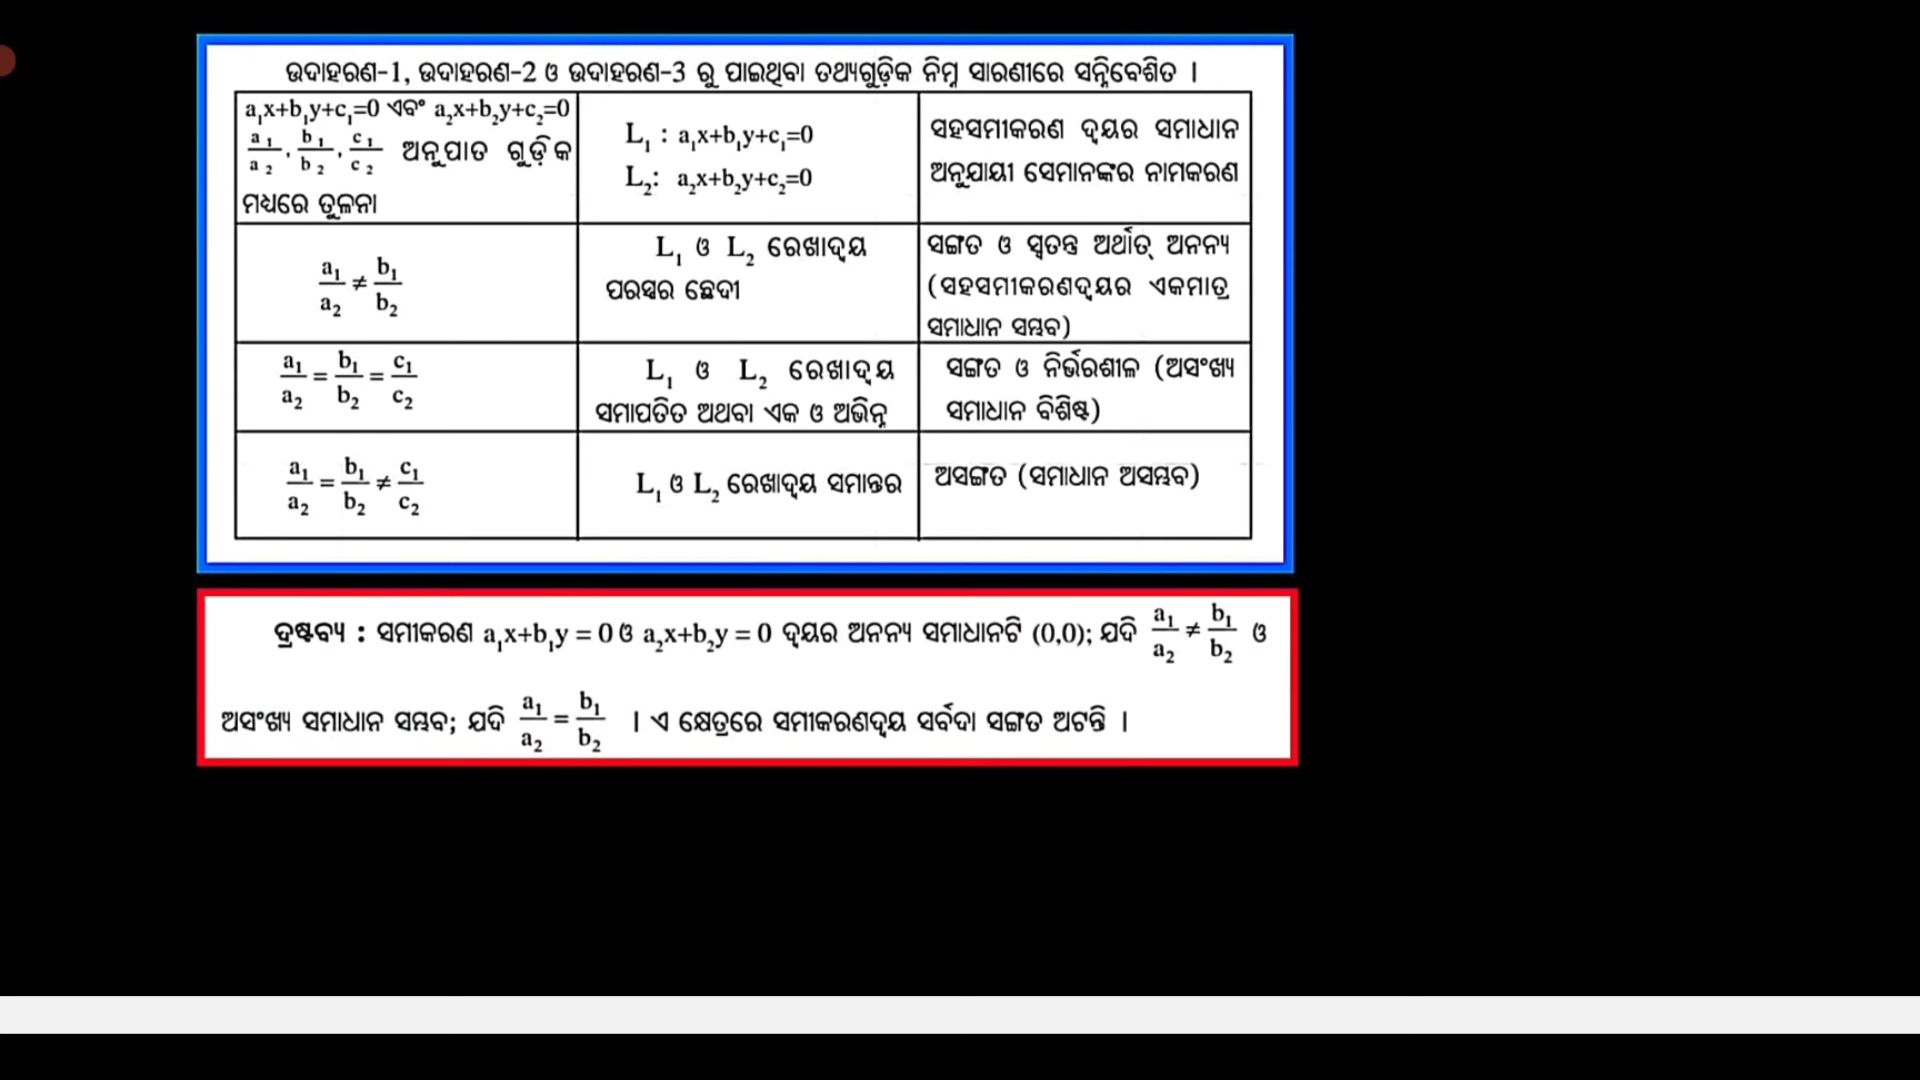 ଉଦାହରଣ-1, ଉଦାହରଣ-2 ଓ ଉଦାହରଣ-3 ରୁ ପାଇଥିବା ତଥ୍ୟଗୁଡ଼ିକ ନିମ୍ନ ସାରଣୀରେ ସନ୍ନିବେଶିତ ।
a₁x+b₁y+c₁=0 ଏବଂ a₂x+b₂y+c₂=0
a₁/a₂, b₁/b₂, c₁/c₂ ଅନୁପାତ ଗୁଡ଼ିକ
ମଧ୍ୟରେ ତୁଳନା
L₁ : a₁x+b₁y+c₁=0
L₂: a₂x+b₂y+c₂=0
ସହସମୀକରଣ ଦ୍ୱୟର ସମାଧାନ
ଅନୁଯାୟୀ ସେମାନଙ୍କର ନାମକରଣ
a₁/a₂ ≠ b₁/b₂
L₁ ଓ L₂ ରେଖାଦ୍ୱୟ
ପରସ୍ପର ଛେଦୀ
ସଙ୍ଗତ ଓ ସ୍ୱତନ୍ତ୍ର ଅର୍ଥାତ୍ ଅନନ୍ୟ
(ସହସମୀକରଣଦ୍ୱୟର ଏକମାତ୍ର
ସମାଧାନ ସମ୍ଭବ)
a₁/a₂ = b₁/b₂ = c₁/c₂
L₁ ଓ L₂ ରେଖାଦ୍ୱୟ
ସମାପତିତ ଅଥବା ଏକ ଓ ଅଭିନ୍ନ
ସଙ୍ଗତ ଓ ନିର୍ଭରଶୀଳ (ଅସଂଖ୍ୟ
ସମାଧାନ ବିଶିଷ୍ଟ)
a₁/a₂ = b₁/b₂ ≠ c₁/c₂
L₁ ଓ L₂ ରେଖାଦ୍ୱୟ ସମାନ୍ତର
ଅସଙ୍ଗତ (ସମାଧାନ ଅସମ୍ଭବ)
ଦ୍ରଷ୍ଟବ୍ୟ : ସମୀକରଣ a₁x+b₁y = 0 ଓ a₂x+b₂y = 0 ଦ୍ୱୟର ଅନନ୍ୟ ସମାଧାନଟି (0,0); ଯଦି a₁/a₂ ≠ b₁/b₂ ଓ
ଅସଂଖ୍ୟ ସମାଧାନ ସମ୍ଭବ; ଯଦି a₁/a₂ = b₁/b₂ । ଏ କ୍ଷେତ୍ରରେ ସମୀକରଣଦ୍ୱୟ ସର୍ବଦା ସଙ୍ଗତ ଅଟନ୍ତି ।